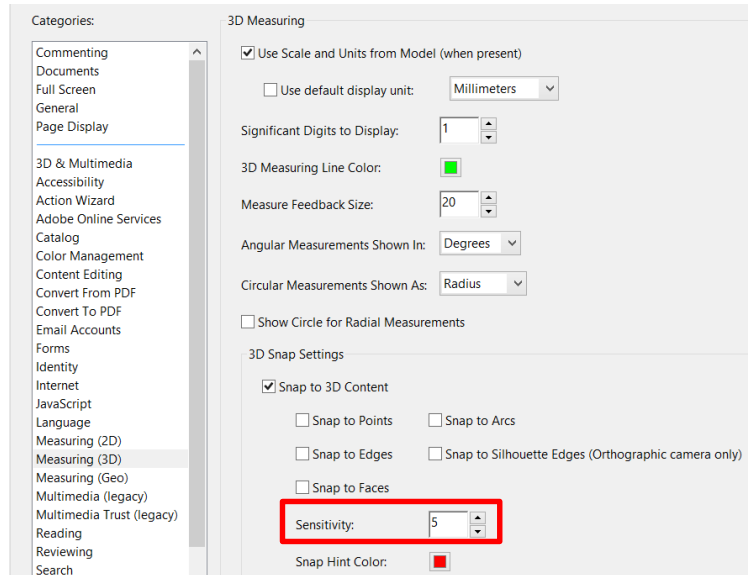 Categories:
Commenting
Documents
Full Screen
General
Page Display
3D & Multimedia
Accessibility
Action Wizard
Adobe Online Services
Catalog
Color Management
Content Editing
Convert From PDF
Convert To PDF
Email Accounts
Forms
Identity
Internet
JavaScript
Language
Measuring (2D)
Measuring (3D)
Measuring (Geo)
Multimedia (legacy)
Multimedia Trust (legacy)
Reading
Reviewing
Search
3D Measuring
Use Scale and Units from Model (when present)
Use default display unit: Millimeters
Significant Digits to Display: 1
3D Measuring Line Color:
Measure Feedback Size: 20
Angular Measurements Shown In: Degrees
Circular Measurements Shown As: Radius
Show Circle for Radial Measurements
3D Snap Settings
Snap to 3D Content
Snap to Points Snap to Arcs
Snap to Edges Snap to Silhouette Edges (Orthographic camera only)
Snap to Faces
Sensitivity: 5
Snap Hint Color: